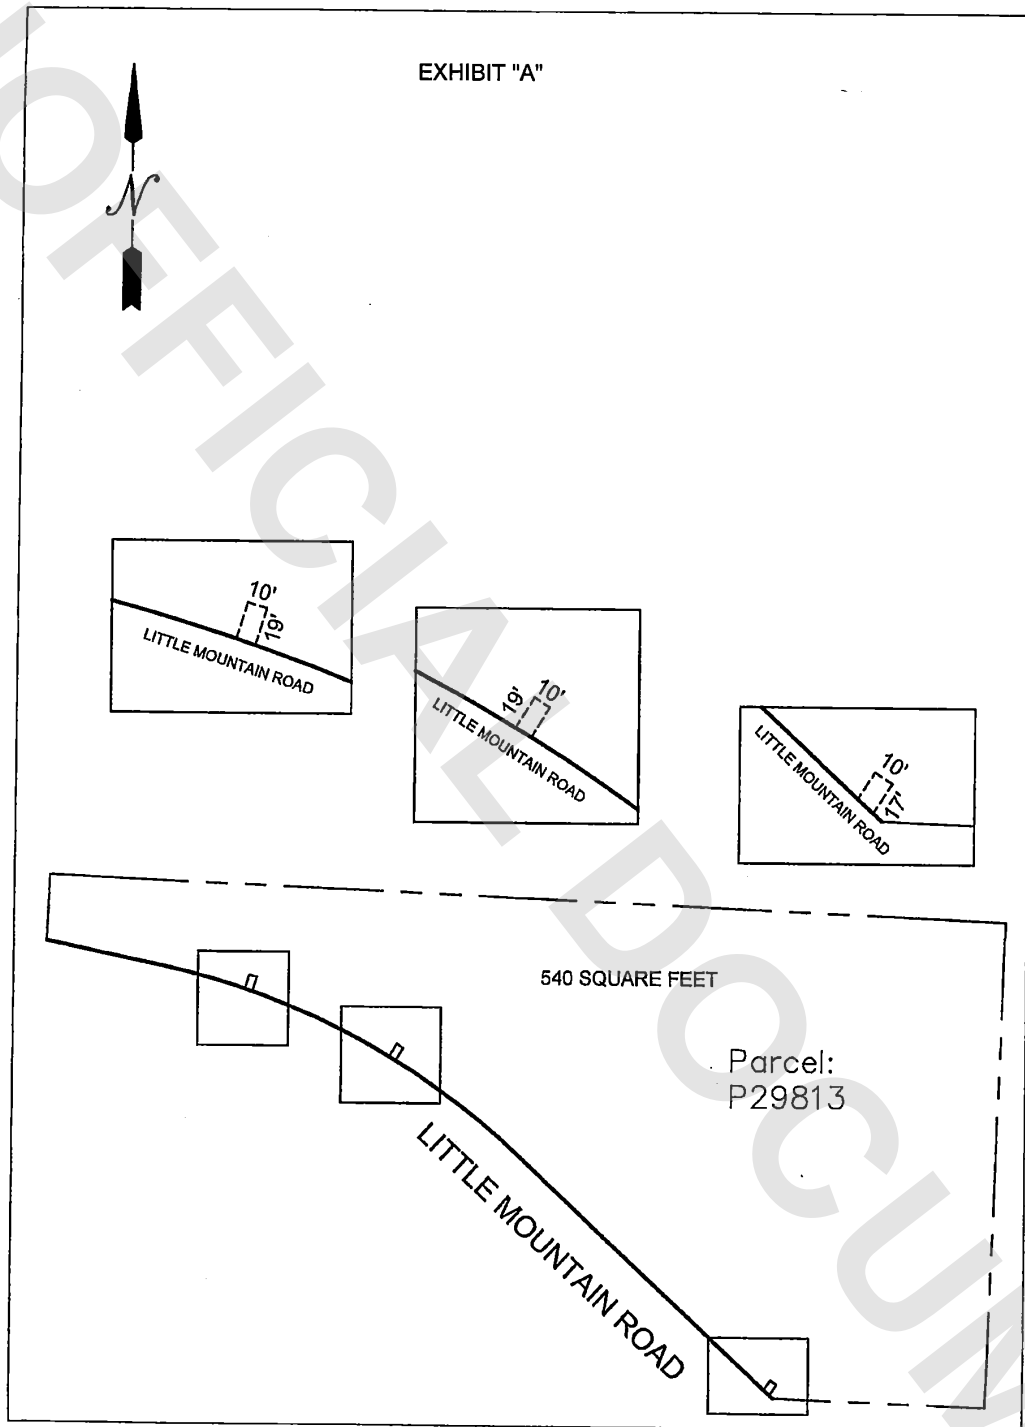 EXHIBIT "A"
N
10'
19'
LITTLE MOUNTAIN ROAD
19'
10'
LITTLE MOUNTAIN ROAD
10'
17'
LITTLE MOUNTAIN ROAD
540 SQUARE FEET
Parcel:
P29813
LITTLE MOUNTAIN ROAD
OFFICIAL DOCUM